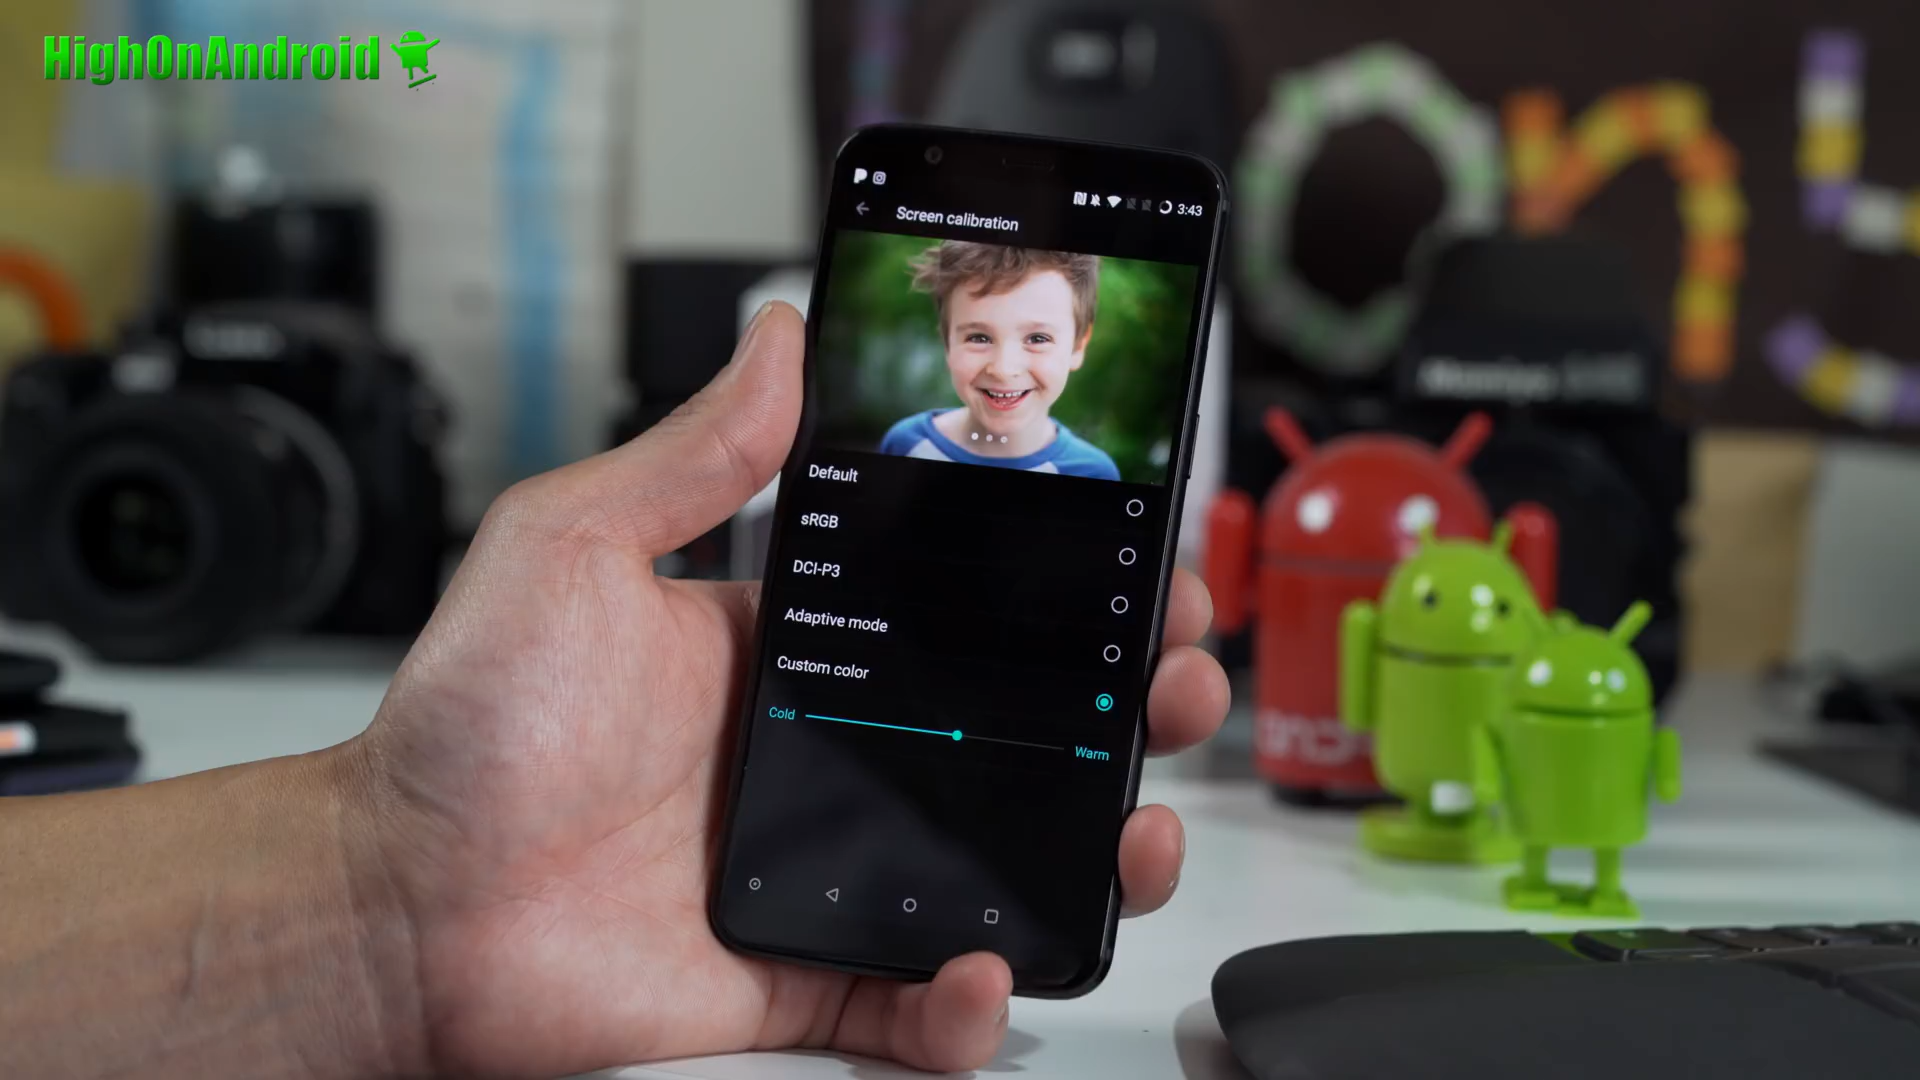 HighOnAndroid
3:43
Screen calibration
Default
sRGB
DCI-P3
Adaptive mode
Custom color
Cold
Warm